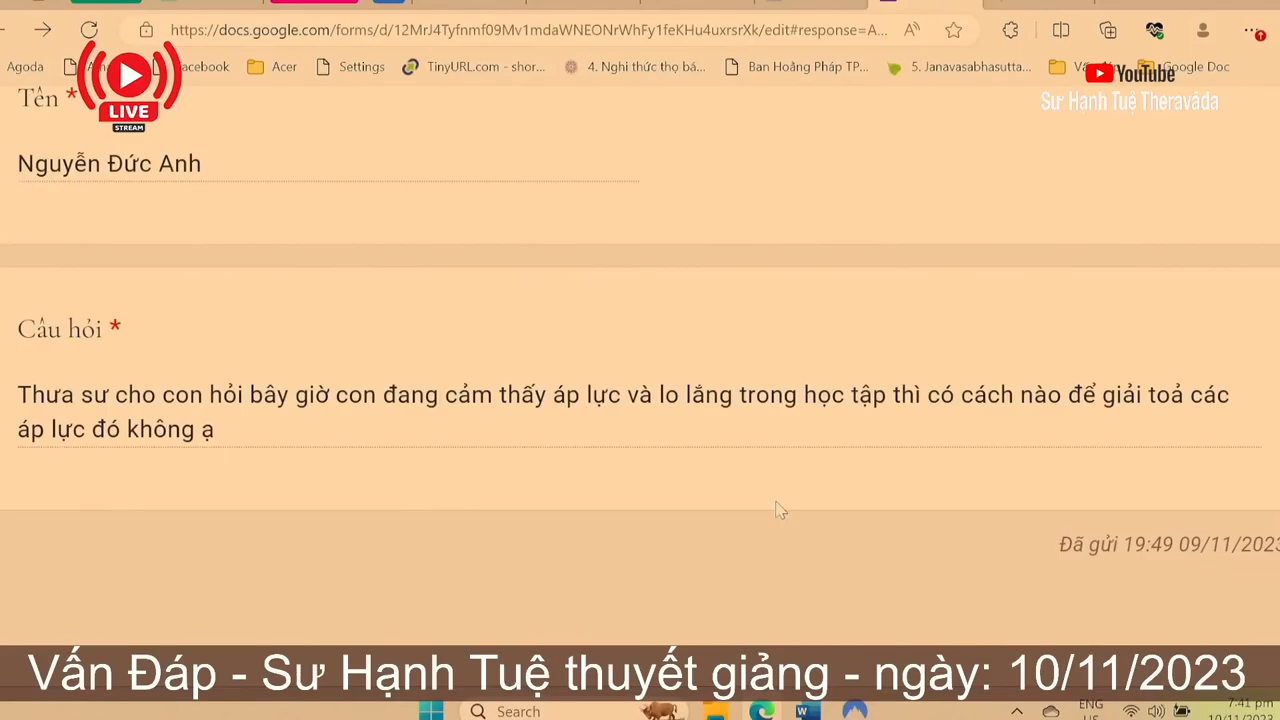 https://docs.google.com/forms/d/12MrJ4Tyfnmf09Mv1mdaWNEONrWhFy1feKHu4uxrsrXk/edit#response=A...
Agoda
acebook
Acer
Settings
TinyURL.com - shor...
4. Nghi thức thọ bá...
Ban Hoằng Pháp TP...
5. Janavasabhasutta...
Google Doc
LIVE
STREAM
YouTube
Sư Hạnh Tuệ Theravāda
Tên *
Nguyễn Đức Anh
Câu hỏi *
Thưa sư cho con hỏi bây giờ con đang cảm thấy áp lực và lo lắng trong học tập thì có cách nào để giải toả các
áp lực đó không ạ
Đã gửi 19:49 09/11/2023
Vấn Đáp - Sư Hạnh Tuệ thuyết giảng - ngày: 10/11/2023
Search
ENG
7:41 pm